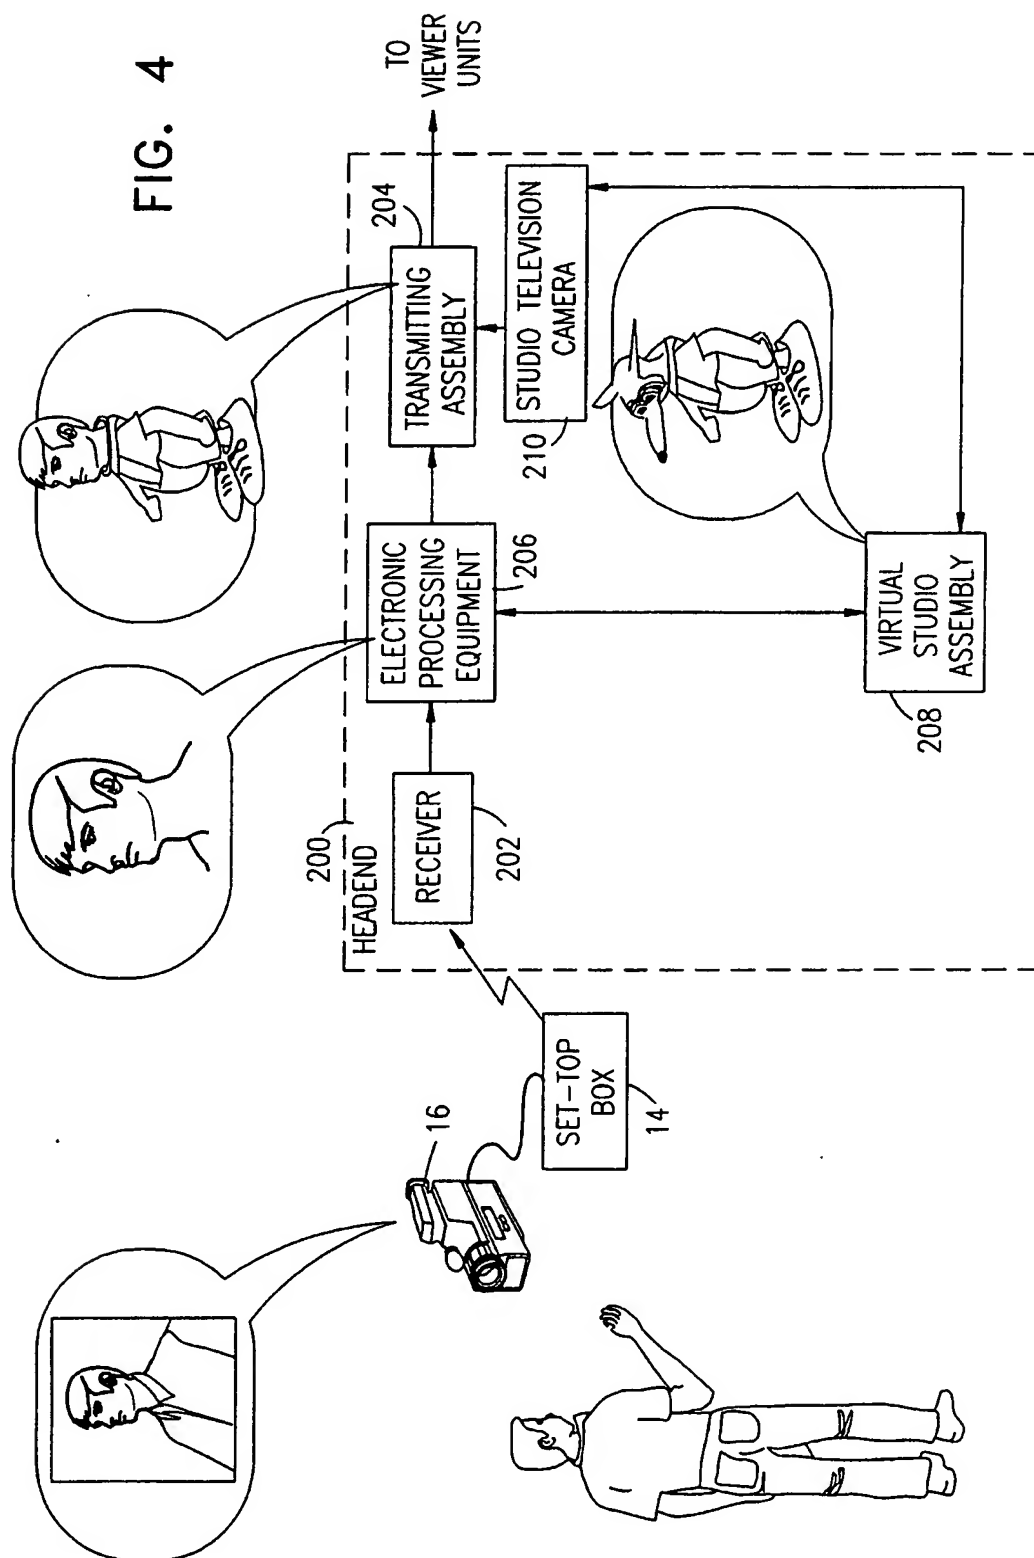 FIG. 4
TO
VIEWER
UNITS
204
TRANSMITTING
ASSEMBLY
STUDIO TELEVISION
CAMERA
210
ELECTRONIC
PROCESSING
EQUIPMENT
206
VIRTUAL
STUDIO
ASSEMBLY
208
200
HEADEND
RECEIVER
202
16
SET-TOP
BOX
14